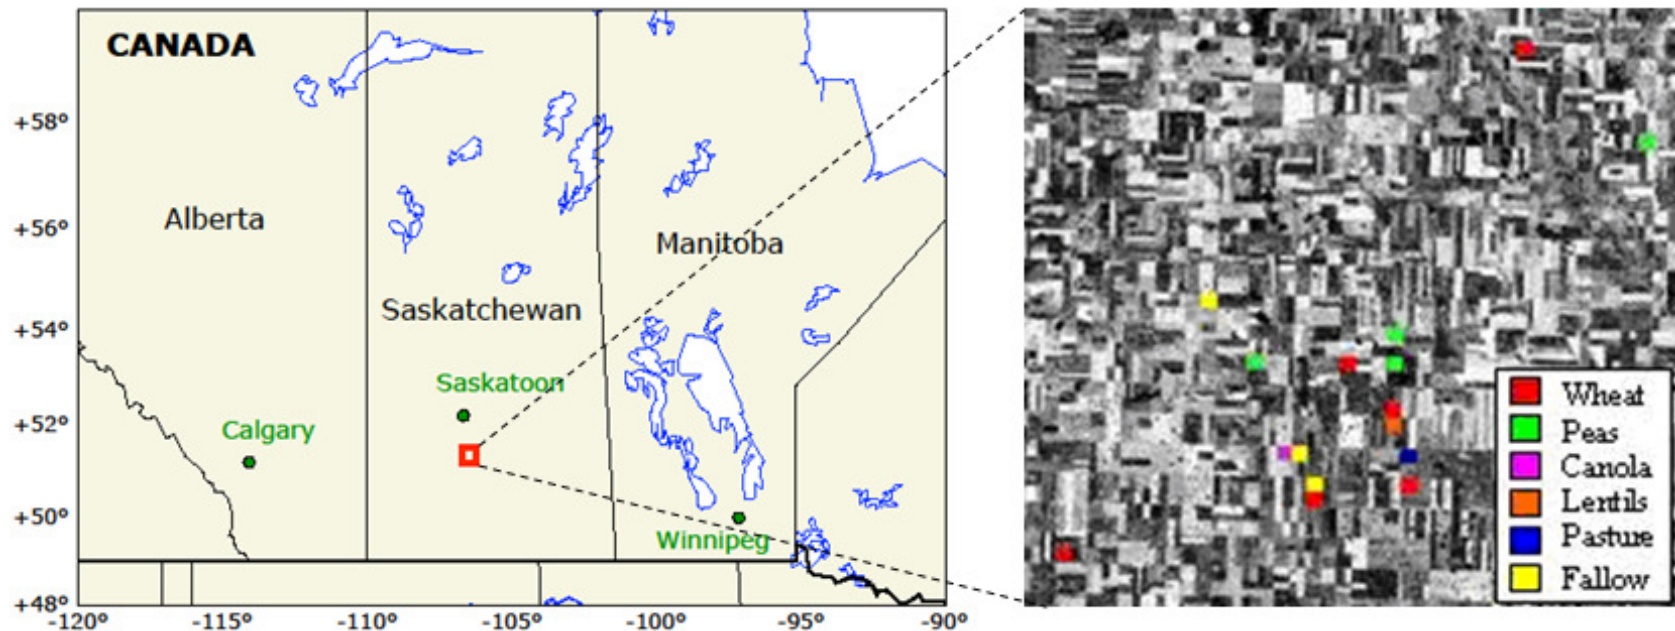 CANADA
+58°
Alberta
+56°
Manitoba
Saskatchewan
+54°
Saskatoon
+52°
Calgary
+50°
Winnipeg
+48°
-120°
-115°
-110°
-105°
-100°
-95°
-90°
Wheat
Peas
Canola
Lentils
Pasture
Fallow